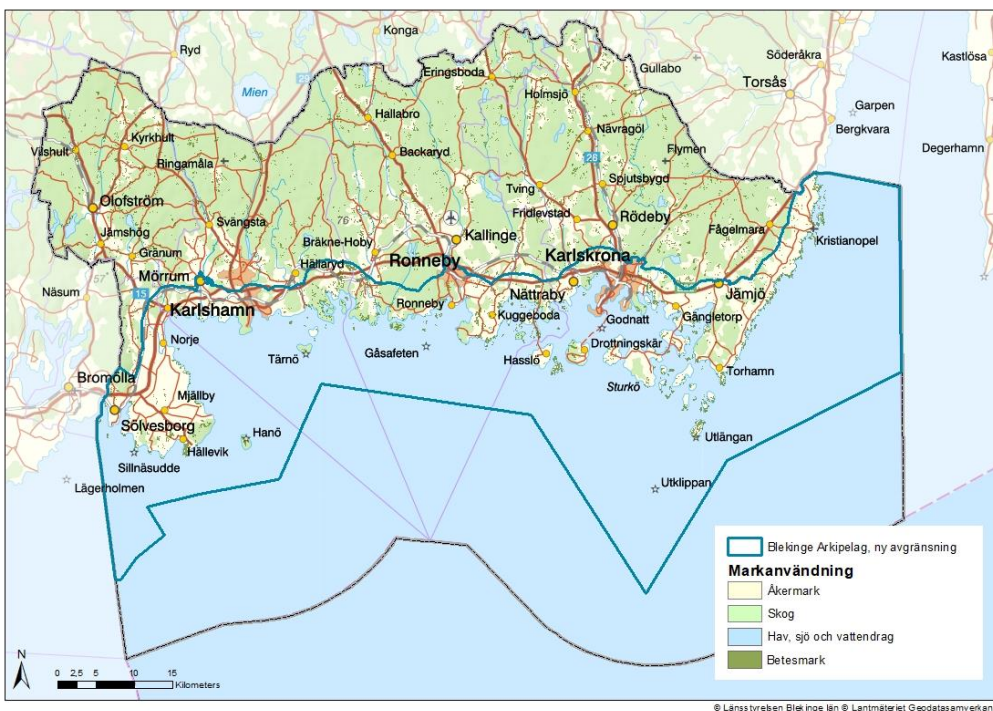 Konga
Ryd
Kastlösa
Söderåkra
Gullabo
Eringsboda
Torsås
Mien
Holmsjö
Garpen
Hallabro
Bergkvara
Nävragöl
Kyrkhult
Vilshult
Flymen
Degerhamn
Ringamåla
Backaryd
28
Tving
Spjutsbygd
Olofström
Fridlevstad
Svängsta
76
Rödeby
Fågelmara
Jämshög
Bräkne-Hoby
Kallinge
Kristianopel
Gränum
Ronneby
Karlskrona
Hällaryd
Mörrum
Näsum
15
Nättraby
Jämjö
Karlshamn
Ronneby
Kuggeboda
Gängletorp
Godnatt
Norje
Tärnö
Gåsafeten
Hasslö
Drottningskär
Torhamn
Bromölla
Sturkö
Mjällby
Sölvesborg
Hanö
Utlängan
Hällevik
Sillnäsudde
Lägerholmen
Utklippan
Blekinge Arkipelag, ny avgränsning
Markanvändning
Åkermark
Skog
Hav, sjö och vattendrag
Betesmark
N
0 2,5 5 10 15
Kilometers
© Länsstyrelsen Blekinge län © Lantmäteriet Geodatasamverkan